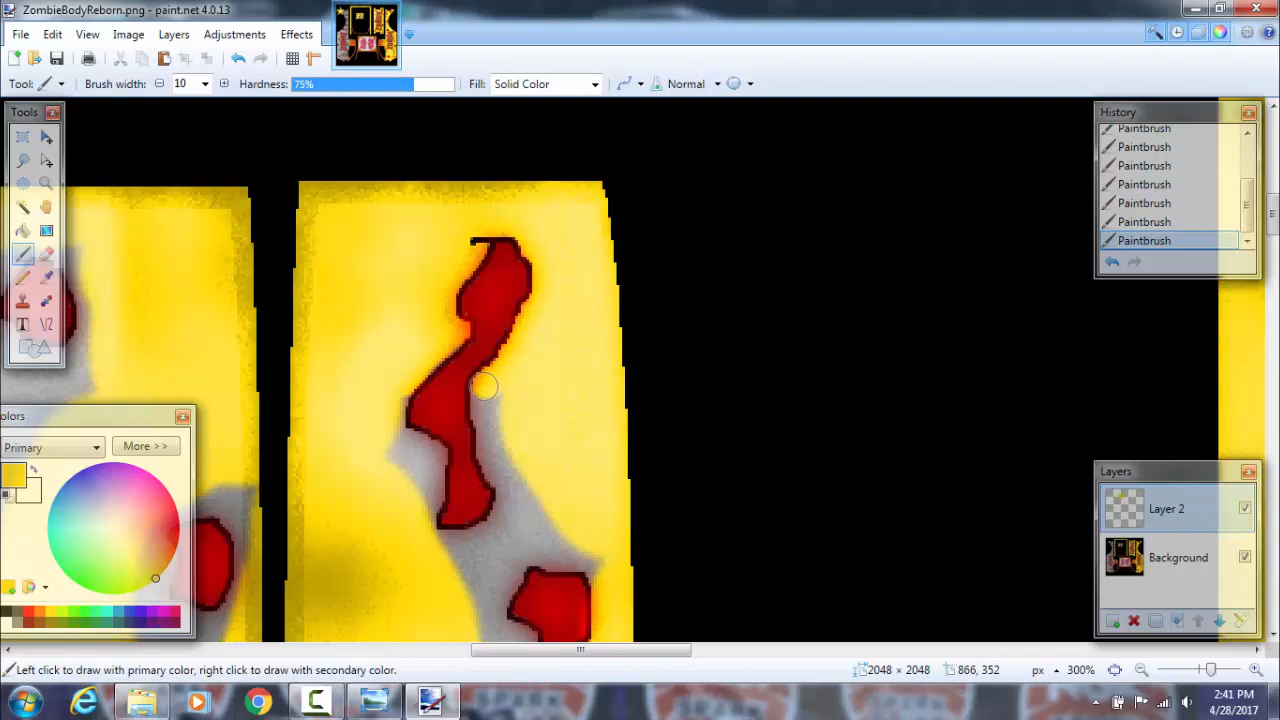 ZombieBodyReborn.png - paint.net 4.0.13
File Edit View Image Layers Adjustments Effects
Tool: Brush width: 10 Hardness: 75% Fill: Solid Color Normal
Tools
History
Paintbrush
Paintbrush
Paintbrush
Paintbrush
Paintbrush
Paintbrush
Paintbrush
olors
Primary More >>
Layers
Layer 2
Background
Left click to draw with primary color, right click to draw with secondary color. 2048 × 2048 866, 352 px 300%
2:41 PM
4/28/2017